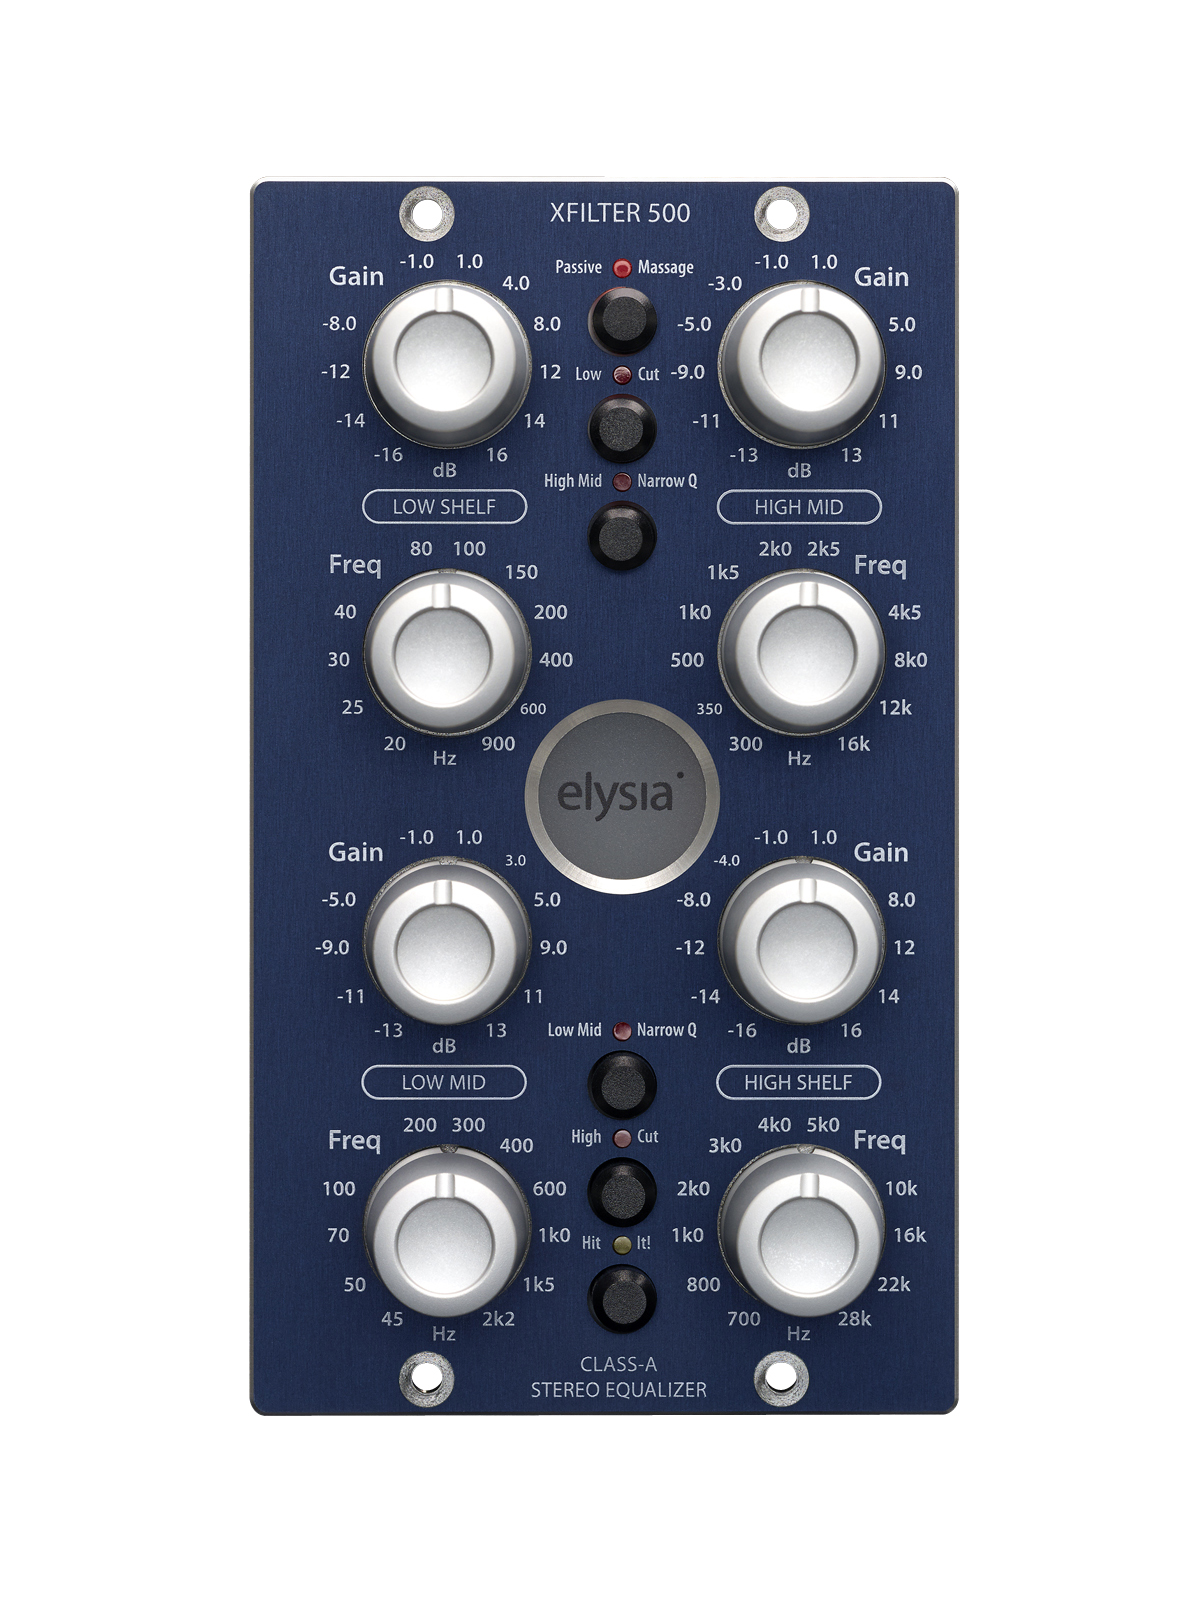 XFILTER 500
Passive Massage
Low Cut
High Mid Narrow Q
Gain
-1.0 1.0
4.0
-8.0 8.0
-12 12
-14 14
-16 16
dB
LOW SHELF
Freq
80 100
150
40 200
30 400
25 600
20 900
Hz
Gain
-1.0 1.0
-3.0
-5.0 5.0
-9.0 9.0
-11 11
-13 13
dB
HIGH MID
Freq
2k0 2k5
1k5
1k0 4k5
500 8k0
350 12k
300 16k
Hz
elysia
Gain
-1.0 1.0
3.0
-5.0 5.0
-9.0 9.0
-11 11
-13 13
dB
LOW MID
Freq
200 300
400
100 600
70 1k0
50 1k5
45 2k2
Hz
Gain
-1.0 1.0
-4.0
-8.0 8.0
-12 12
-14 14
-16 16
dB
HIGH SHELF
Freq
4k0 5k0
3k0
2k0 10k
1k0 16k
800 22k
700 28k
Hz
Low Mid Narrow Q
High Cut
Hit It!
CLASS-A
STEREO EQUALIZER